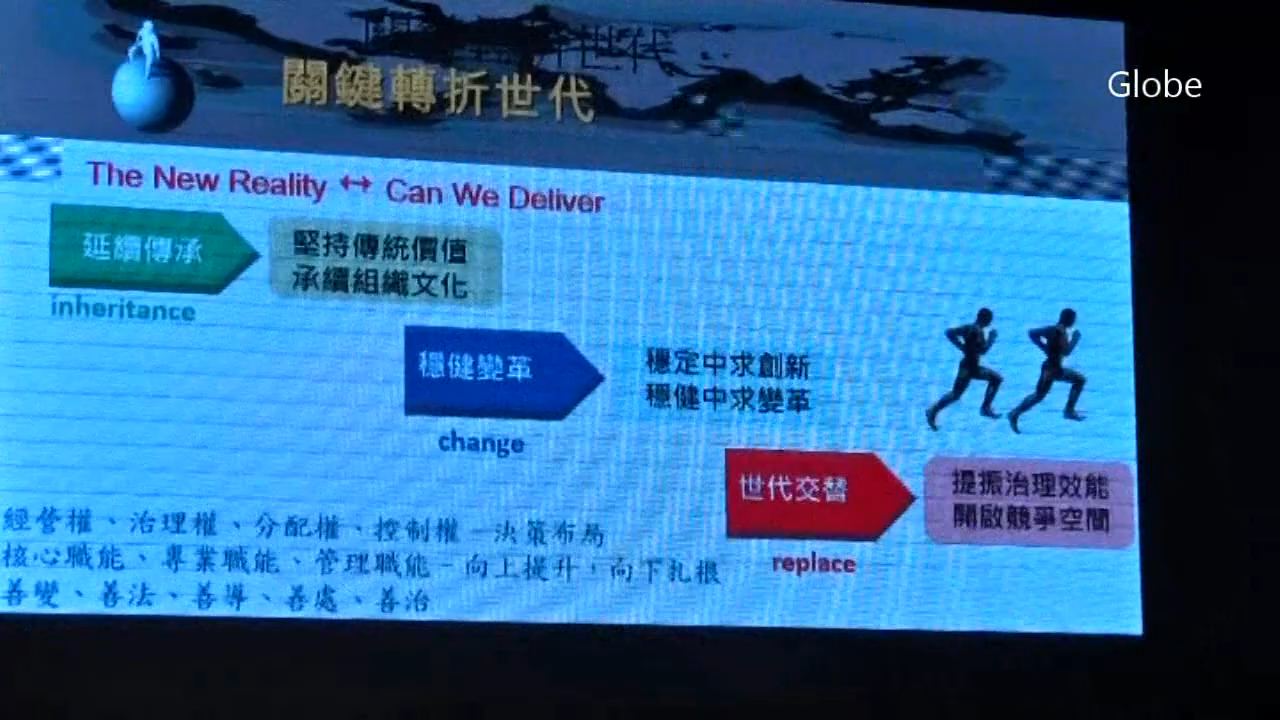 關鍵轉折世代
Globe
The New Reality ↔ Can We Deliver
延續傳承
堅持傳統價值
承續組織文化
inheritance
穩健變革
穩定中求創新
穩健中求變革
change
世代交替
提振治理效能
開啟競爭空間
replace
經營權、治理權、分配權、控制權－決策布局
核心職能、專業職能、管理職能－向上提升，向下扎根
善變、善法、善導、善處、善治